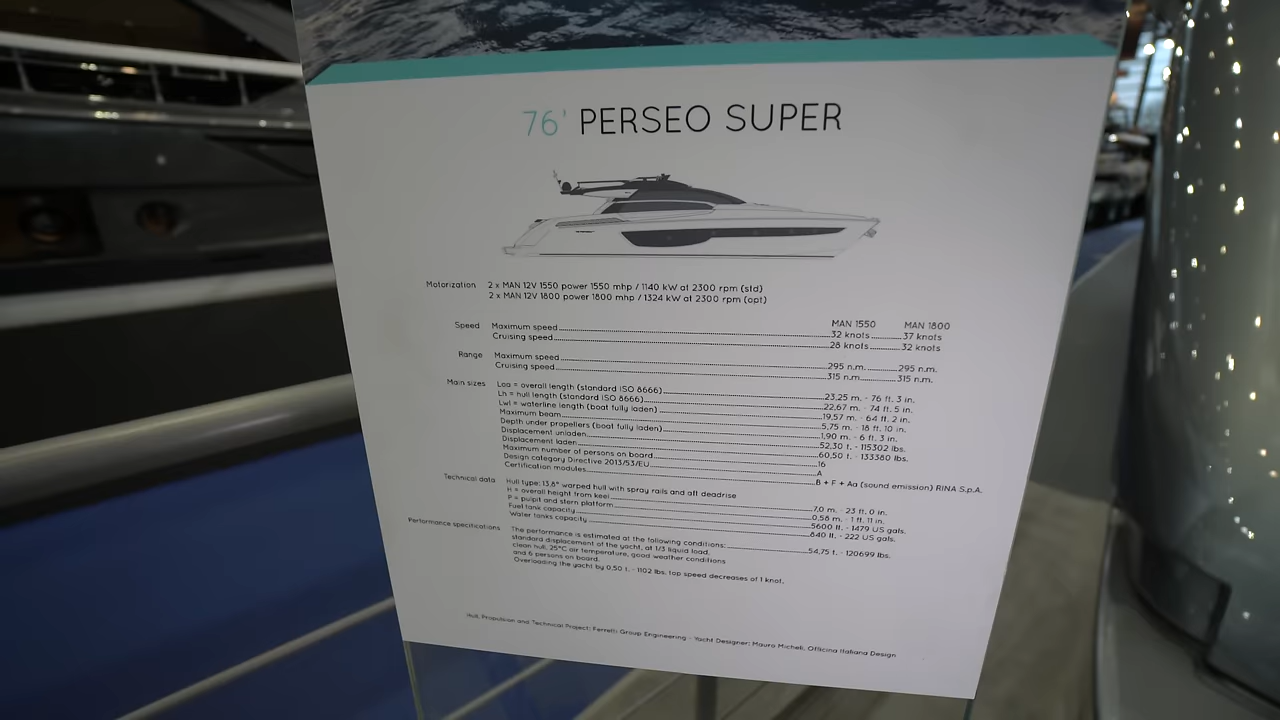 76' PERSEO SUPER
Motorization 2 x MAN 12V 1550 power 1550 mhp / 1140 kW at 2300 rpm (std)
2 x MAN 12V 1800 power 1800 mhp / 1324 kW at 2300 rpm (opt)
MAN 1550 MAN 1800
Speed Maximum speed 32 knots 37 knots
Cruising speed 28 knots 32 knots
Range Maximum speed 295 n.m. 295 n.m.
Cruising speed 315 n.m. 315 n.m.
Main sizes Loa = overall length (standard ISO 8666) 23,25 m. - 76 ft. 3 in.
Lh = hull length (standard ISO 8666) 22,67 m. - 74 ft. 5 in.
Lwl = waterline length (boat fully laden) 19,57 m. - 64 ft. 2 in.
Maximum beam 5,75 m. - 18 ft. 10 in.
Depth under propellers (boat fully laden) 1,90 m. - 6 ft. 3 in.
Displacement unladen 52,30 t. - 115302 lbs.
Displacement laden 60,50 t. - 133380 lbs.
Maximum number of persons on board 16
Design category Directive 2013/53/EU A
Certification modules B + F + Aa (sound emission) RINA S.p.A.
Technical data Hull type: 13.8° warped hull with spray rails and aft deadrise
H = overall height from keel 7,0 m. - 23 ft. 0 in.
P = pulpit and stern platform 0,58 m. - 1 ft. 11 in.
Fuel tank capacity 5600 lt. - 1479 US gals.
Water tanks capacity 840 lt. - 222 US gals.
Performance specifications The performance is estimated at the following conditions:
standard displacement of the yacht, at 1/3 liquid load, 54,75 t. - 120699 lbs.
clean hull, 25°C air temperature, good weather conditions
and 6 persons on board.
Overloading the yacht by 0,50 t. - 1102 lbs. top speed decreases of 1 knot.
Hull, Propulsion and Technical Project: Ferretti Group Engineering - Yacht Designer: Mauro Micheli, Officina Italiana Design